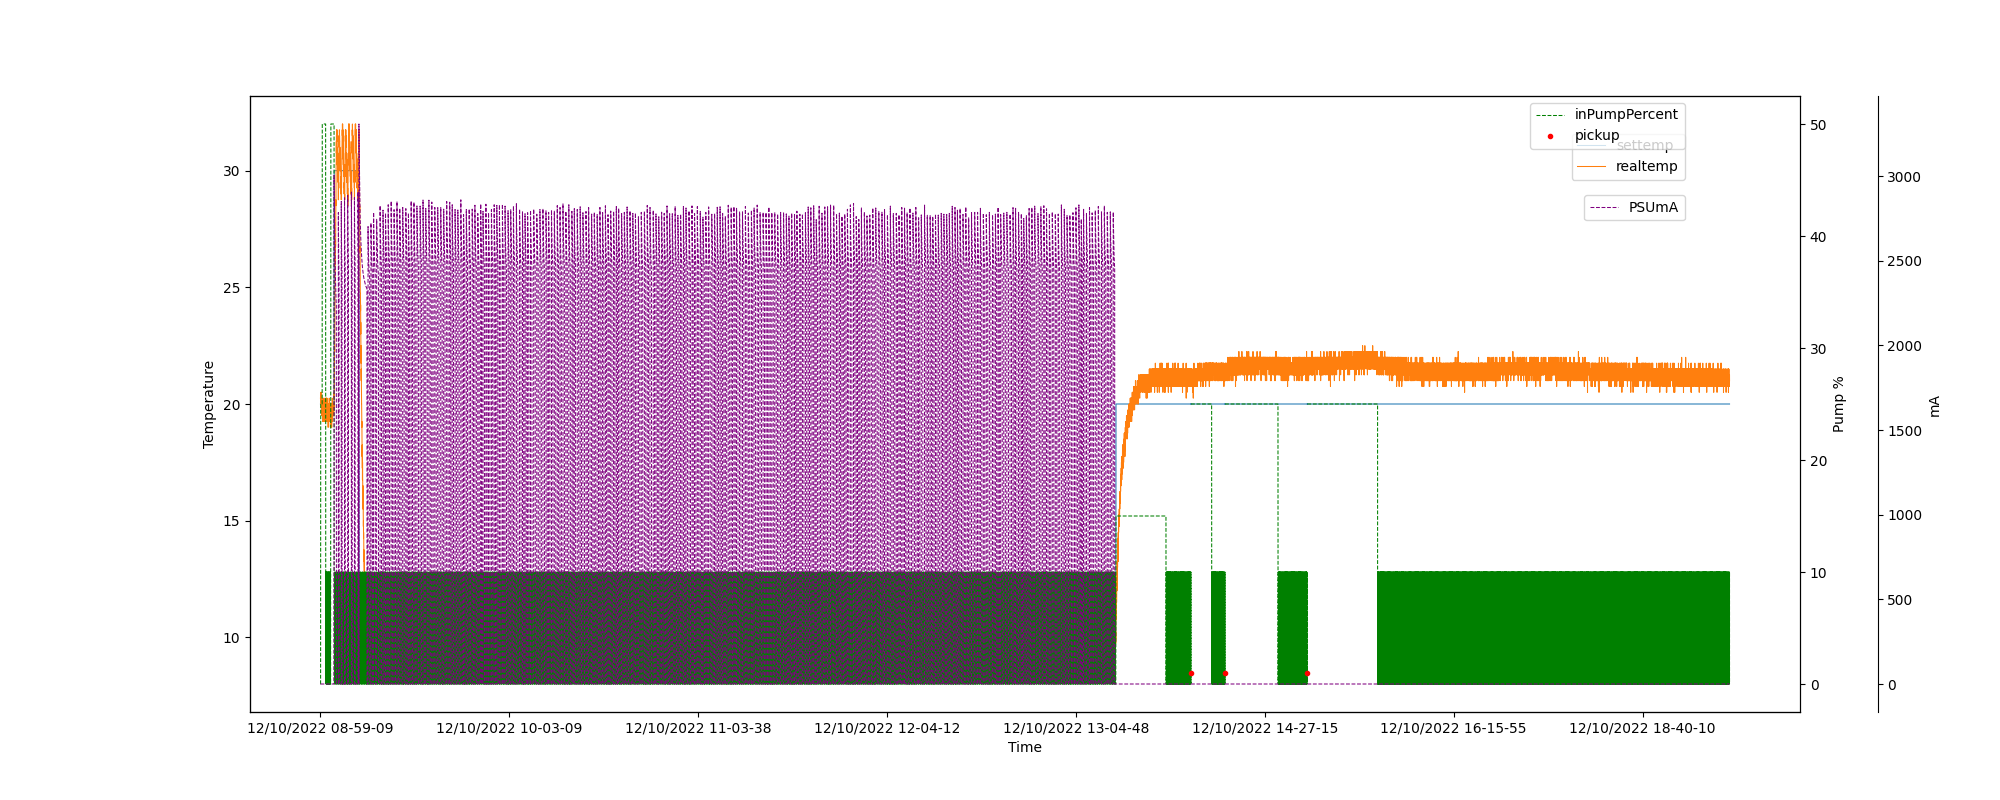 inPumpPercent
pickup
settemp
realtemp
PSUmA
30
25
20
15
10
Temperature
50
40
30
20
10
0
Pump %
3000
2500
2000
1500
1000
500
0
mA
12/10/2022 08-59-09
12/10/2022 10-03-09
12/10/2022 11-03-38
12/10/2022 12-04-12
12/10/2022 13-04-48
12/10/2022 14-27-15
12/10/2022 16-15-55
12/10/2022 18-40-10
Time